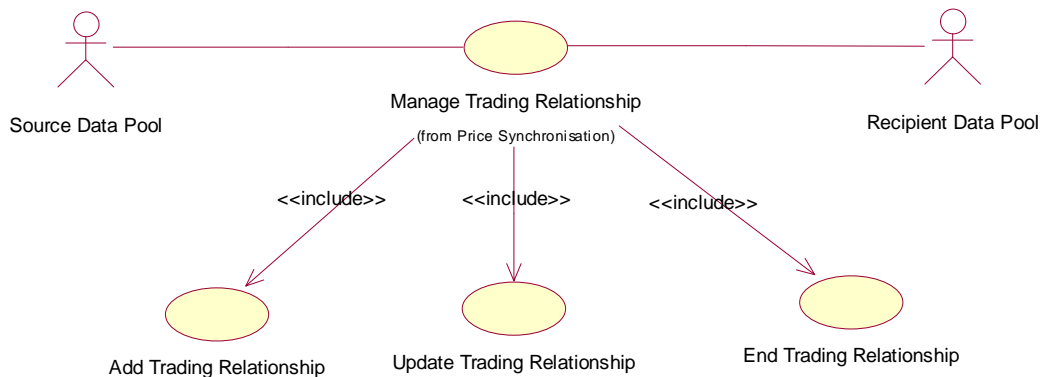 Manage Trading Relationship
Source Data Pool
Recipient Data Pool
(from Price Synchronisation)
<<include>>
<<include>>
<<include>>
Add Trading Relationship
Update Trading Relationship
End Trading Relationship